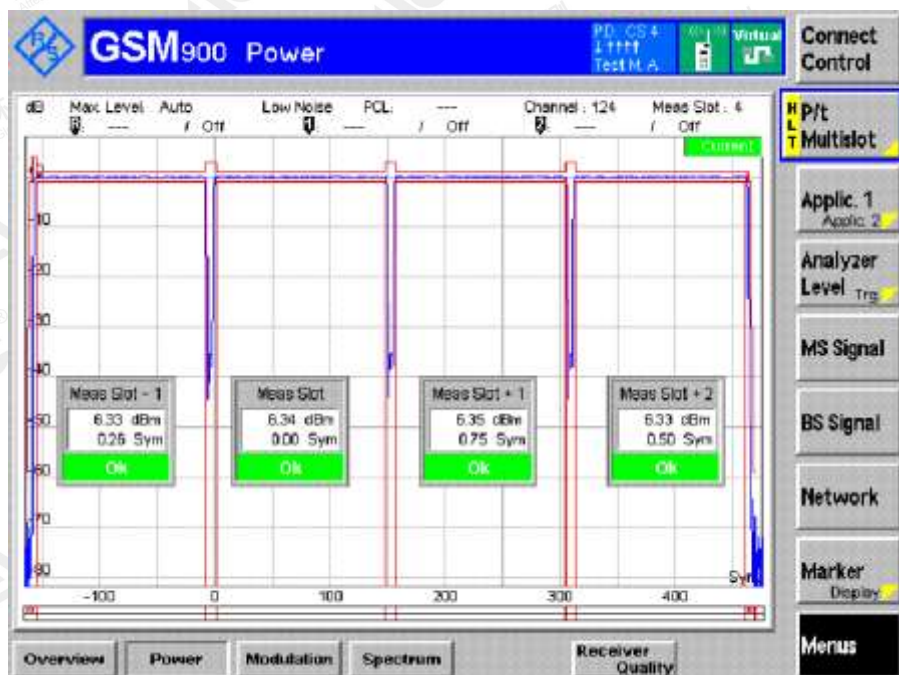 R S
GSM900 Power
PD: CS4
Test M. A
Virtual
Connect Control
dB Max. Level Auto Low Noise PCL: --- Channel : 124 Meas Slot : 4
--- / Off 1 --- / Off 2 --- / Off
Current
HLT
P/t Multislot
Applic. 1
Applic. 2
Analyzer Level Trg
MS Signal
BS Signal
Network
Marker
Display
Menus
-10
-20
-30
-40
-50
-60
-70
-80
Meas Slot - 1
6.33 dBm
0.26 Sym
Ok
Meas Slot
6.34 dBm
0.00 Sym
Ok
Meas Slot + 1
6.35 dBm
0.75 Sym
Ok
Meas Slot + 2
6.33 dBm
0.50 Sym
Ok
Sym
-100 0 100 200 300 400
Overview Power Modulation Spectrum Receiver Quality